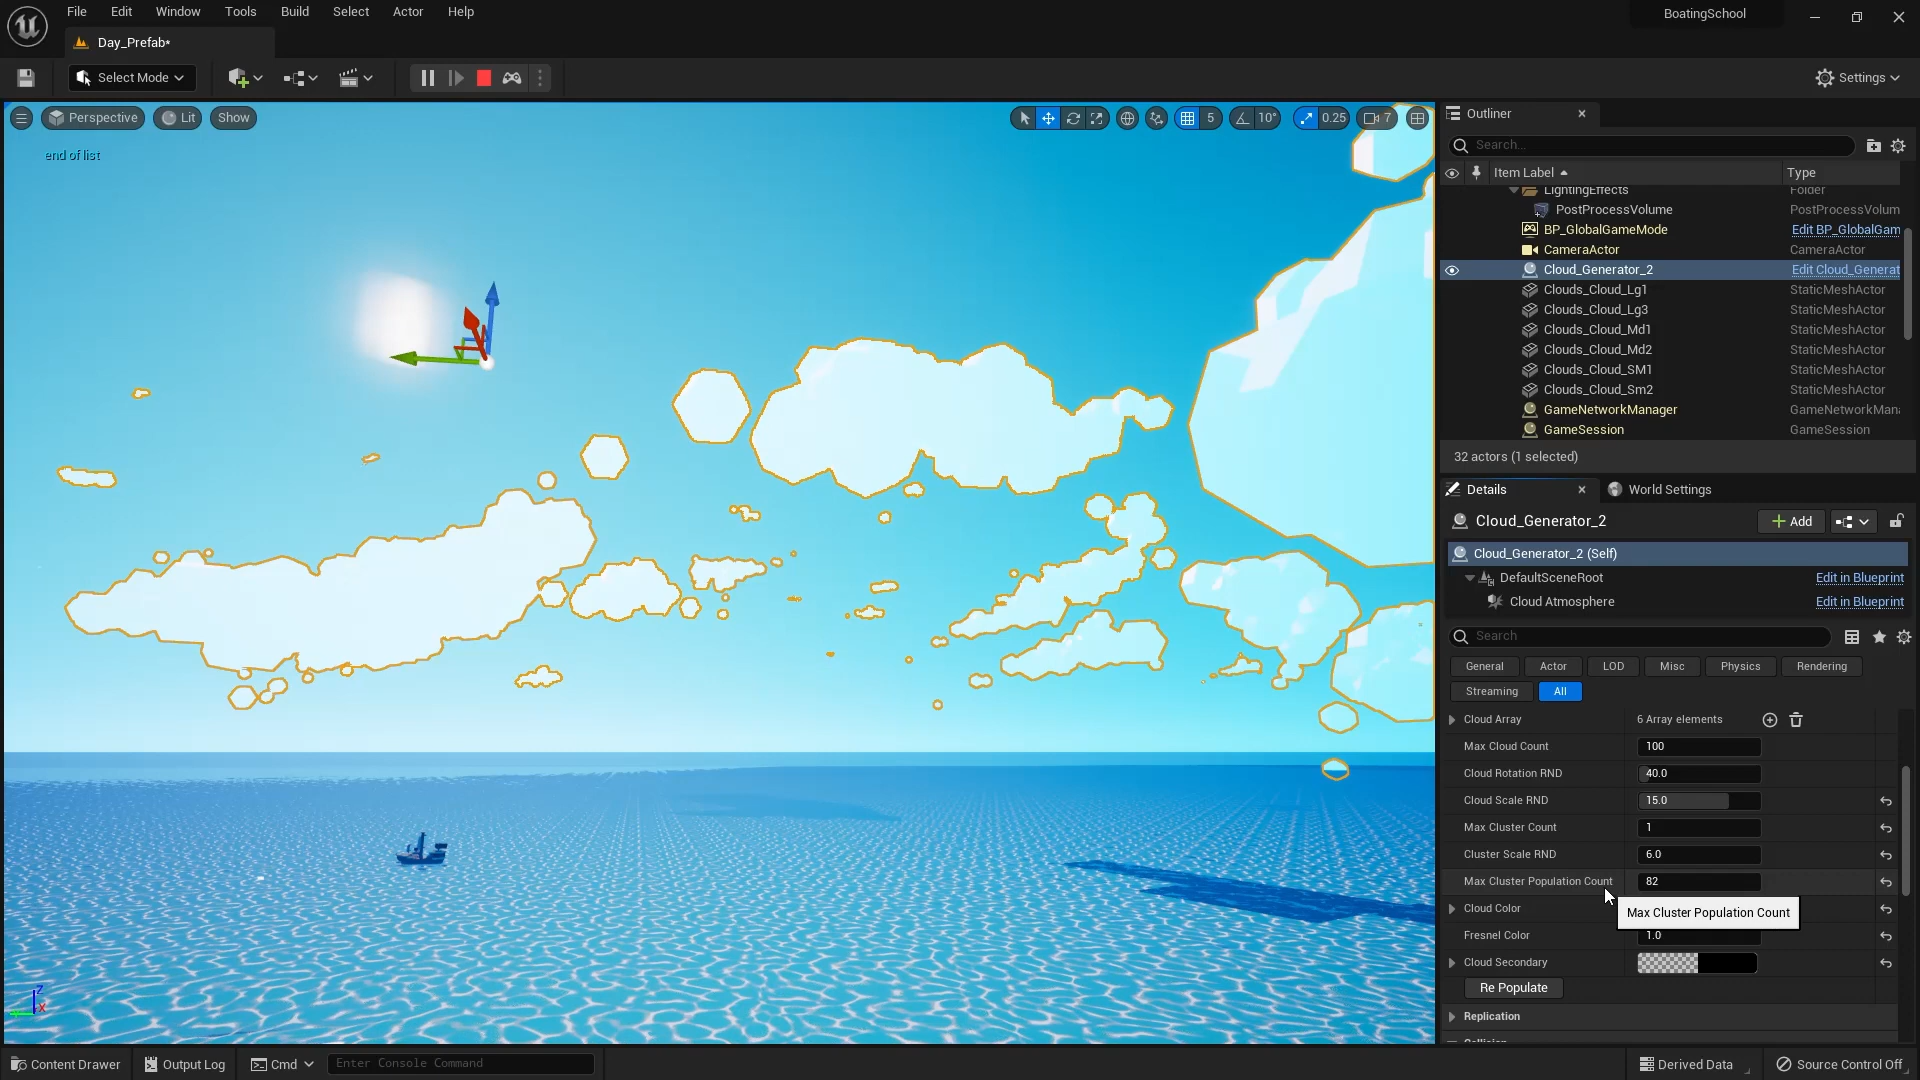 File Edit Window Tools Build Select Actor Help
BoatingSchool
Day_Prefab*
Select Mode
Settings
Perspective Lit Show
5 10° 0.25 7
end of list
Outliner
Search...
Item Label Type
LightingEffects Folder
PostProcessVolume PostProcessVolum
BP_GlobalGameMode Edit BP_GlobalGam
CameraActor CameraActor
Cloud_Generator_2 Edit Cloud_Generat
Clouds_Cloud_Lg1 StaticMeshActor
Clouds_Cloud_Lg3 StaticMeshActor
Clouds_Cloud_Md1 StaticMeshActor
Clouds_Cloud_Md2 StaticMeshActor
Clouds_Cloud_SM1 StaticMeshActor
Clouds_Cloud_Sm2 StaticMeshActor
GameNetworkManager GameNetworkMan
GameSession GameSession
32 actors (1 selected)
Details World Settings
Cloud_Generator_2 Add
Cloud_Generator_2 (Self)
DefaultSceneRoot Edit in Blueprint
Cloud Atmosphere Edit in Blueprint
Search
General Actor LOD Misc Physics Rendering
Streaming All
Cloud Array 6 Array elements
Max Cloud Count 100
Cloud Rotation RND 40.0
Cloud Scale RND 15.0
Max Cluster Count 1
Cluster Scale RND 6.0
Max Cluster Population Count 82
Cloud Color
Max Cluster Population Count
Fresnel Color 1.0
Cloud Secondary
Re Populate
Replication
Z
X
Content Drawer Output Log Cmd Enter Console Command Derived Data Source Control Off